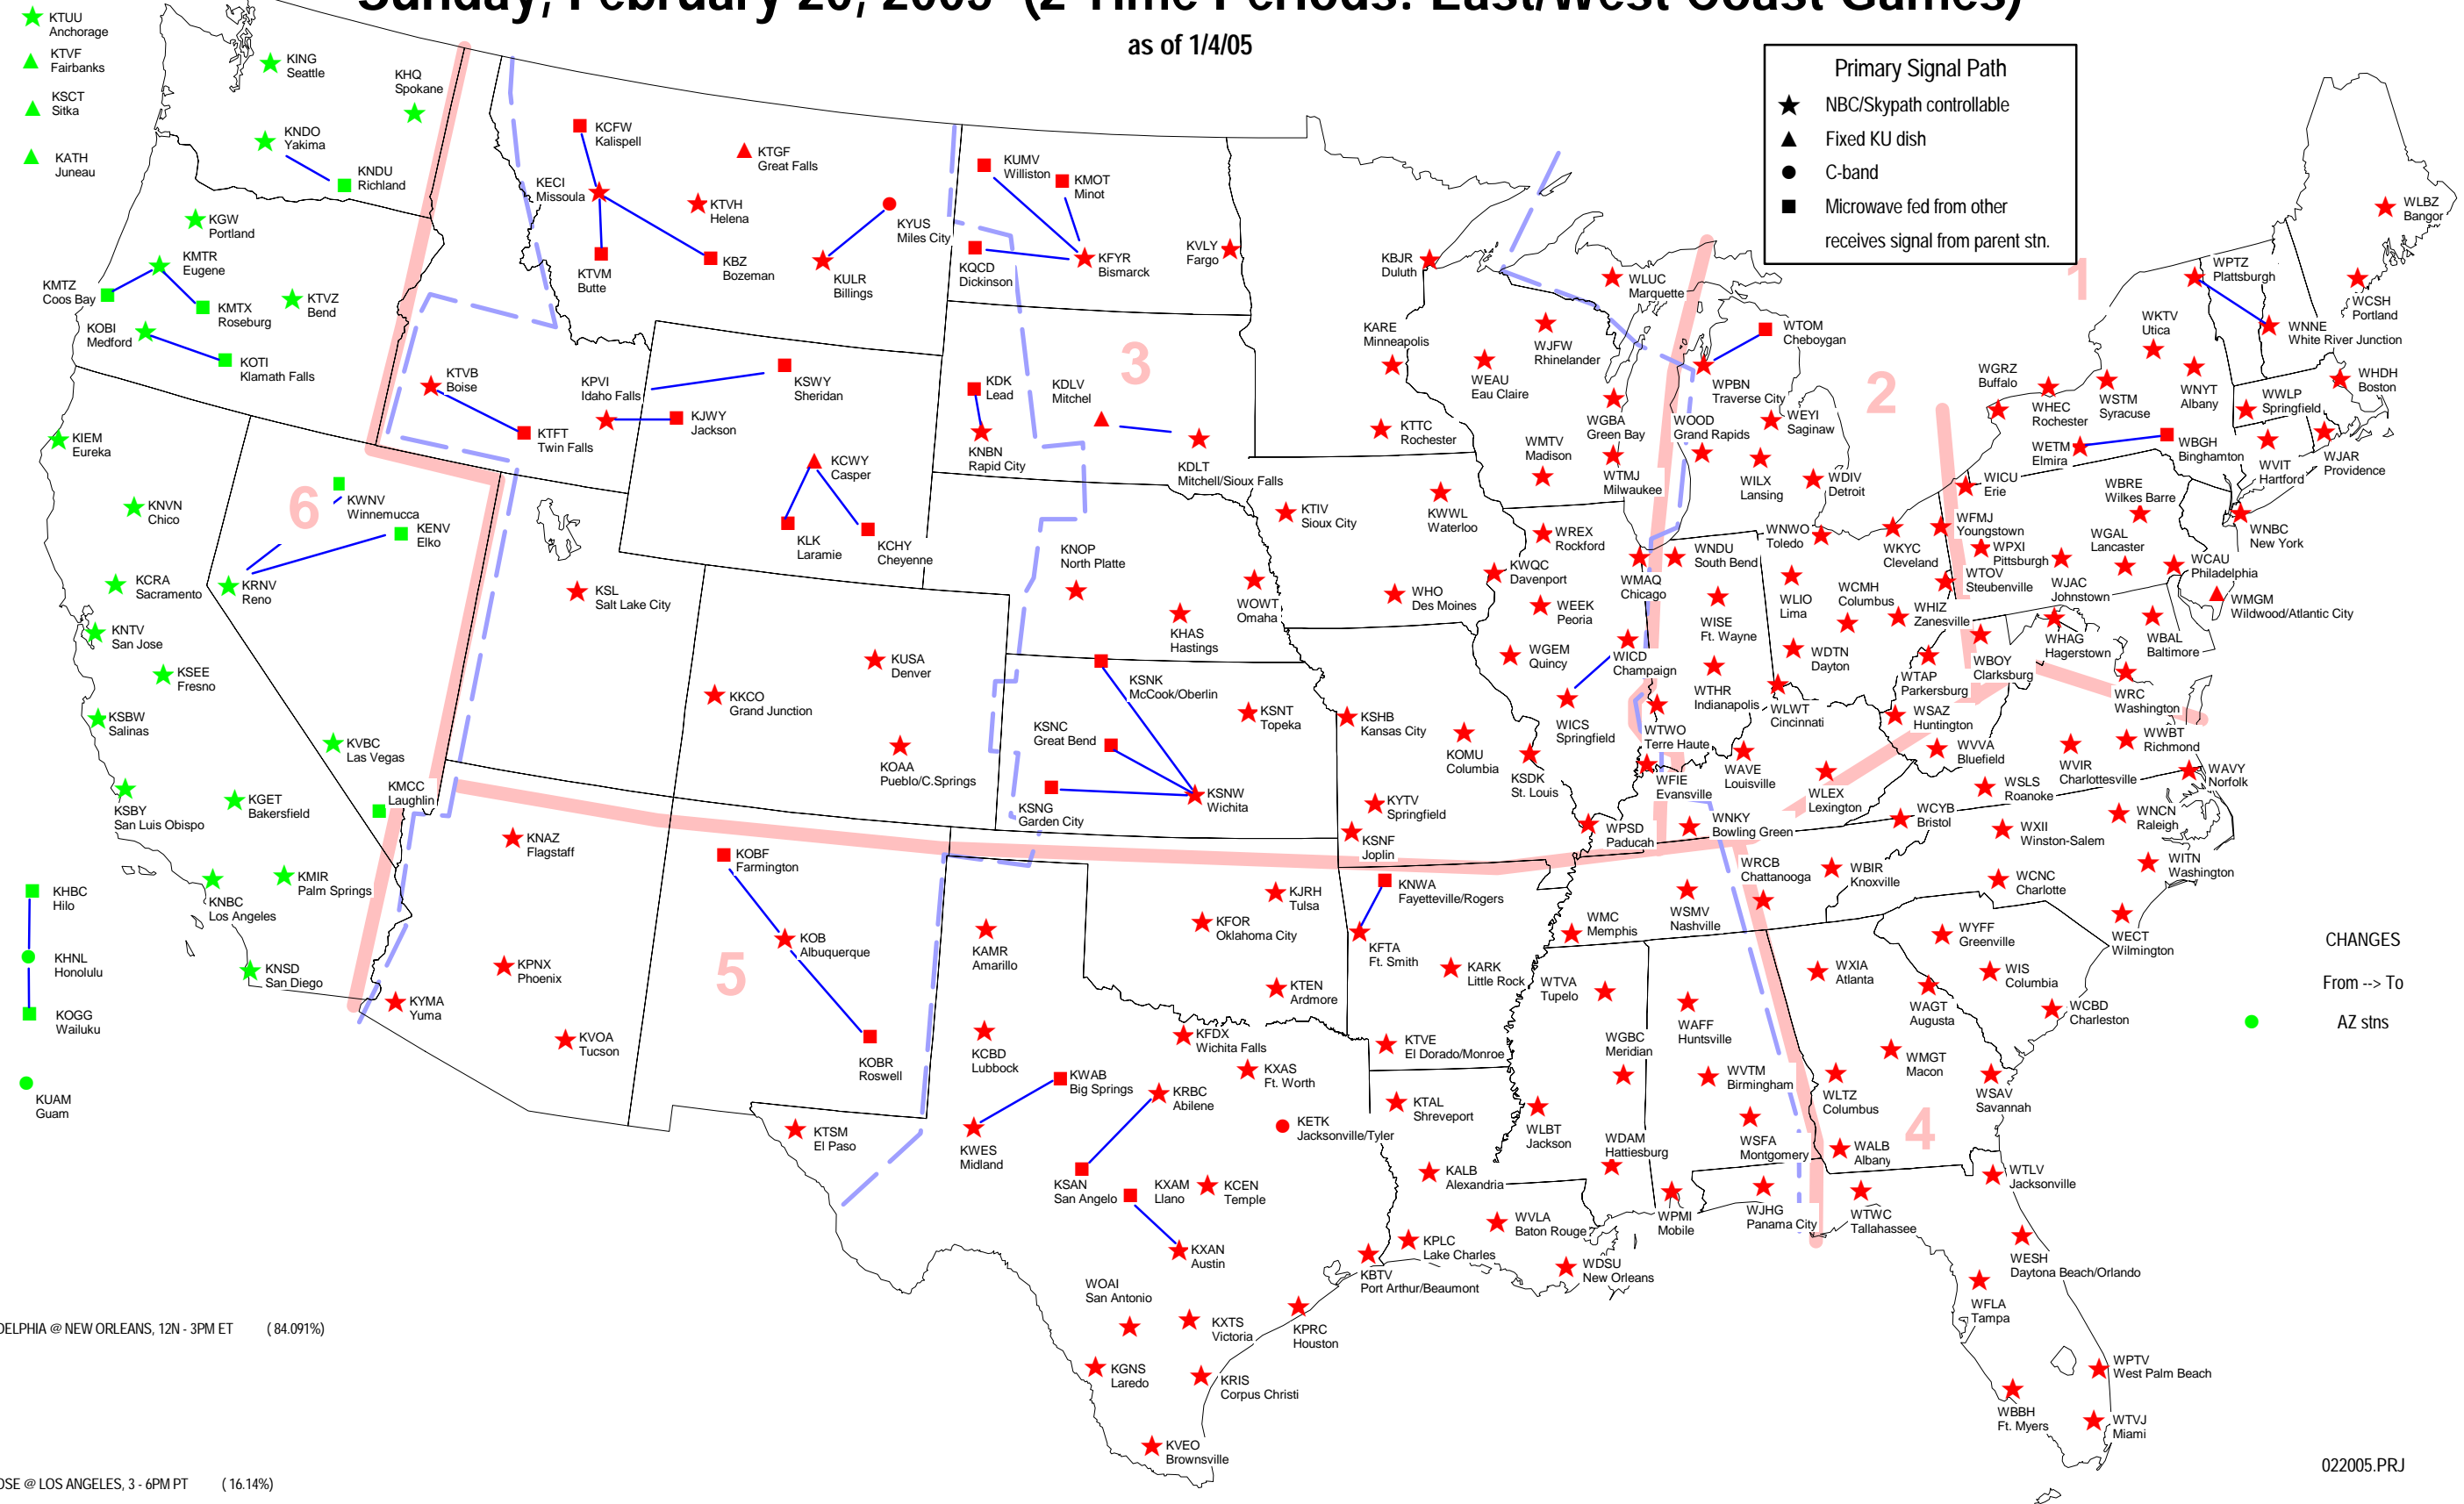 Sunday, February 20, 2005 (2 Time Periods: East/West Coast Games)
as of 1/4/05
Primary Signal Path
NBC/Skypath controllable
Fixed KU dish
C-band
Microwave fed from other
receives signal from parent stn.
KTUU
Anchorage
KTVF
Fairbanks
KSCT
Sitka
KATH
Juneau
KING
Seattle
KHQ
Spokane
KNDO
Yakima
KNDU
Richland
KGW
Portland
KMTR
Eugene
KMTZ
Coos Bay
KMTX
Roseburg
KTVZ
Bend
KOBI
Medford
KOTI
Klamath Falls
KIEM
Eureka
KNVN
Chico
KCRA
Sacramento
KNTV
San Jose
KSEE
Fresno
KSBW
Salinas
KSBY
San Luis Obispo
KGET
Bakersfield
KNBC
Los Angeles
KMIR
Palm Springs
KNSD
San Diego
6
KWNV
Winnemucca
KENV
Elko
KRNV
Reno
KVBC
Las Vegas
KMCC
Laughlin
KHBC
Hilo
KHNL
Honolulu
KOGG
Wailuku
KUAM
Guam
KCFW
Kalispell
KTGF
Great Falls
KECI
Missoula
KTVH
Helena
KYUS
Miles City
KTVM
Butte
KBZ
Bozeman
KULR
Billings
KTVB
Boise
KTFT
Twin Falls
KPVI
Idaho Falls
KJWY
Jackson
KSWY
Sheridan
KCWY
Casper
KLK
Laramie
KCHY
Cheyenne
KSL
Salt Lake City
KKCO
Grand Junction
KUSA
Denver
KOAA
Pueblo/C.Springs
KNAZ
Flagstaff
KPNX
Phoenix
KYMA
Yuma
KVOA
Tucson
KOBF
Farmington
KOB
Albuquerque
KOBR
Roswell
5
KUMV
Williston
KMOT
Minot
KQCD
Dickinson
KFYR
Bismarck
KVLY
Fargo
3
KDK
Lead
KNBN
Rapid City
KDLV
Mitchel
KDLT
Mitchell/Sioux Falls
KNOP
North Platte
KHAS
Hastings
WOWT
Omaha
KSNK
McCook/Oberlin
KSNC
Great Bend
KSNG
Garden City
KSNW
Wichita
KSNT
Topeka
KBJR
Duluth
KARE
Minneapolis
KTTC
Rochester
KTIV
Sioux City
KWWL
Waterloo
WHO
Des Moines
KWQC
Davenport
KSHB
Kansas City
KOMU
Columbia
KSDK
St. Louis
KYTV
Springfield
KSNF
Joplin
WLUC
Marquette
WJFW
Rhinelander
WEAU
Eau Claire
WGBA
Green Bay
WMTV
Madison
WTMJ
Milwaukee
WREX
Rockford
WMAQ
Chicago
WEEK
Peoria
WGEM
Quincy
WICD
Champaign
WICS
Springfield
WTOM
Cheboygan
WPBN
Traverse City
WEYI
Saginaw
WOOD
Grand Rapids
WILX
Lansing
WDIV
Detroit
2
WNDU
South Bend
WISE
Ft. Wayne
WTHR
Indianapolis
WTWO
Terre Haute
WFIE
Evansville
WNWO
Toledo
WLIO
Lima
WDTN
Dayton
WLWT
Cincinnati
WCMH
Columbus
WHIZ
Zanesville
WKYC
Cleveland
WFMJ
Youngstown
WTOV
Steubenville
WAVE
Louisville
WLEX
Lexington
WNKY
Bowling Green
WPSD
Paducah
WTAP
Parkersburg
WBOY
Clarksburg
WSAZ
Huntington
WVVA
Bluefield
1
WLBZ
Bangor
WCSH
Portland
WPTZ
Plattsburgh
WNNE
White River Junction
WKTV
Utica
WGRZ
Buffalo
WHEC
Rochester
WSTM
Syracuse
WNYT
Albany
WWLP
Springfield
WHDH
Boston
WETM
Elmira
WBGH
Binghamton
WVIT
Hartford
WJAR
Providence
WICU
Erie
WBRE
Wilkes Barre
WNBC
New York
WPXI
Pittsburgh
WGAL
Lancaster
WCAU
Philadelphia
WJAC
Johnstown
WMGM
Wildwood/Atlantic City
WHAG
Hagerstown
WBAL
Baltimore
WRC
Washington
WWBT
Richmond
WVIR
Charlottesville
WAVY
Norfolk
WSLS
Roanoke
WCYB
Bristol
WXII
Winston-Salem
WNCN
Raleigh
WITN
Washington
WCNC
Charlotte
WECT
Wilmington
WBIR
Knoxville
WRCB
Chattanooga
WSMV
Nashville
WMC
Memphis
WYFF
Greenville
WIS
Columbia
WCBD
Charleston
WXIA
Atlanta
WAGT
Augusta
WMGT
Macon
WSAV
Savannah
WLTZ
Columbus
WALB
Albany
4
WTLV
Jacksonville
WTWC
Tallahassee
WJHG
Panama City
WESH
Daytona Beach/Orlando
WFLA
Tampa
WPTV
West Palm Beach
WBBH
Ft. Myers
WTVJ
Miami
WTVA
Tupelo
WGBC
Meridian
WLBT
Jackson
WDAM
Hattiesburg
WAFF
Huntsville
WVTM
Birmingham
WSFA
Montgomery
WPMI
Mobile
KNWA
Fayetteville/Rogers
KFTA
Ft. Smith
KARK
Little Rock
KTVE
El Dorado/Monroe
KTAL
Shreveport
KALB
Alexandria
WVLA
Baton Rouge
KPLC
Lake Charles
WDSU
New Orleans
KJRH
Tulsa
KFOR
Oklahoma City
KTEN
Ardmore
KAMR
Amarillo
KCBD
Lubbock
KFDX
Wichita Falls
KXAS
Ft. Worth
KWAB
Big Springs
KRBC
Abilene
KETK
Jacksonville/Tyler
KTSM
El Paso
KWES
Midland
KSAN
San Angelo
KXAM
Llano
KCEN
Temple
KXAN
Austin
KBTV
Port Arthur/Beaumont
WOAI
San Antonio
KXTS
Victoria
KPRC
Houston
KGNS
Laredo
KRIS
Corpus Christi
KVEO
Brownsville
CHANGES
From --> To
AZ stns
DELPHIA @ NEW ORLEANS, 12N - 3PM ET (84.091%)
OSE @ LOS ANGELES, 3 - 6PM PT (16.14%)
022005.PRJ